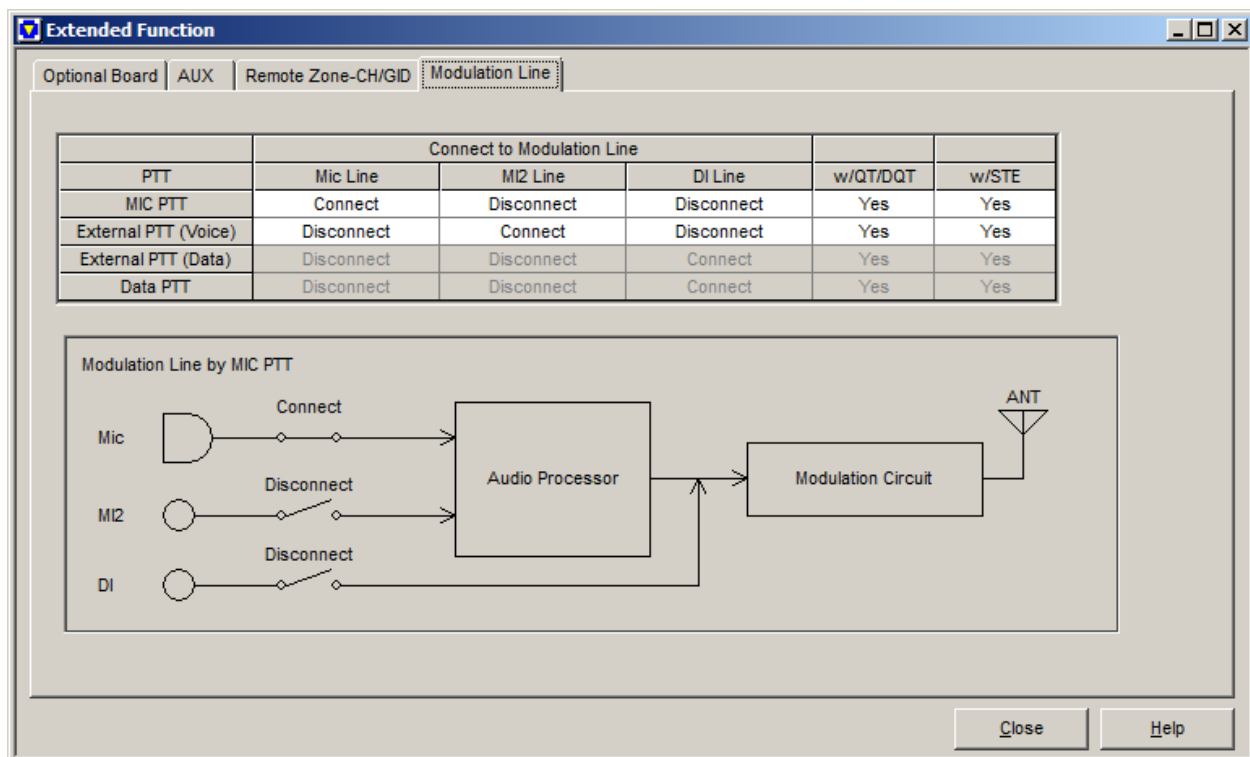 Extended Function
Optional Board AUX Remote Zone-CH/GID Modulation Line
Connect to Modulation Line
PTT Mic Line MI2 Line DI Line w/QT/DQT w/STE
MIC PTT Connect Disconnect Disconnect Yes Yes
External PTT (Voice) Disconnect Connect Disconnect Yes Yes
External PTT (Data) Disconnect Disconnect Connect Yes Yes
Data PTT Disconnect Disconnect Connect Yes Yes
Modulation Line by MIC PTT
Mic Connect
MI2 Disconnect
DI Disconnect
Audio Processor
Modulation Circuit
ANT
Close Help